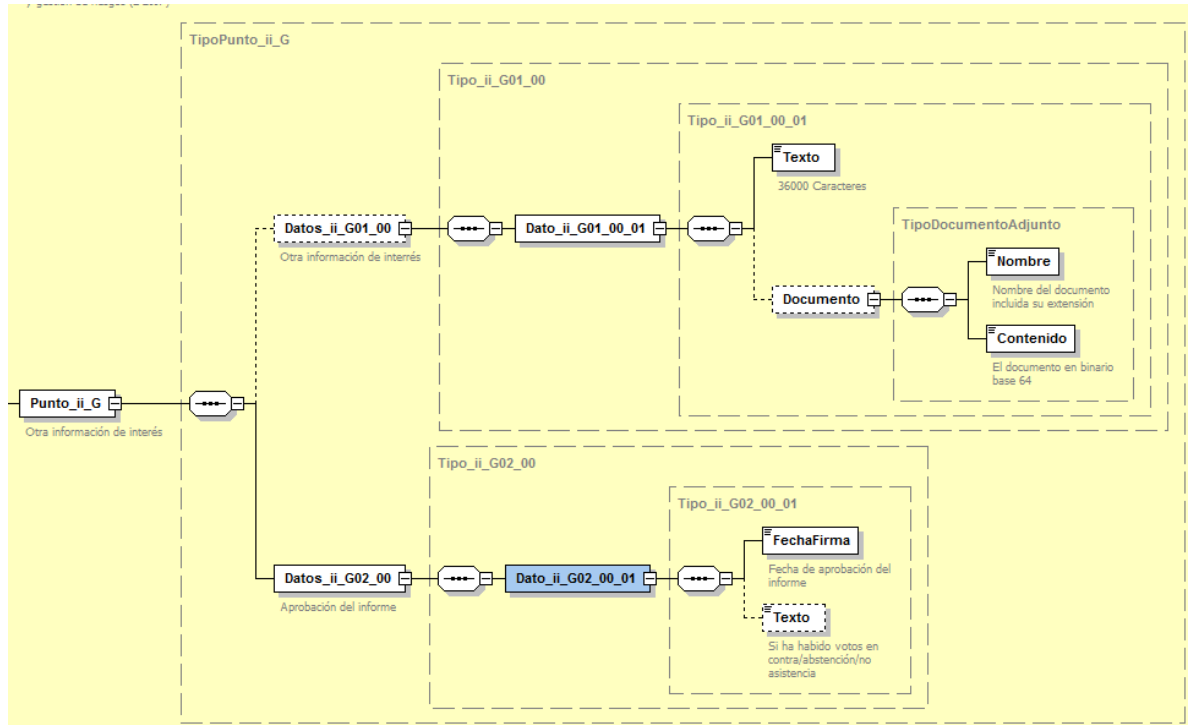 TipoPunto_ii_G
Tipo_ii_G01_00
Tipo_ii_G01_00_01
Texto
36000 Caracteres
Datos_ii_G01_00
Otra información de interrés
Dato_ii_G01_00_01
TipoDocumentoAdjunto
Nombre
Nombre del documento
incluida su extensión
Documento
Contenido
El documento en binario
base 64
Punto_ii_G
Otra información de interés
Tipo_ii_G02_00
Tipo_ii_G02_00_01
FechaFirma
Fecha de aprobación del
informe
Datos_ii_G02_00
Aprobación del informe
Dato_ii_G02_00_01
Texto
Si ha habido votos en
contra/abstención/no
asistencia